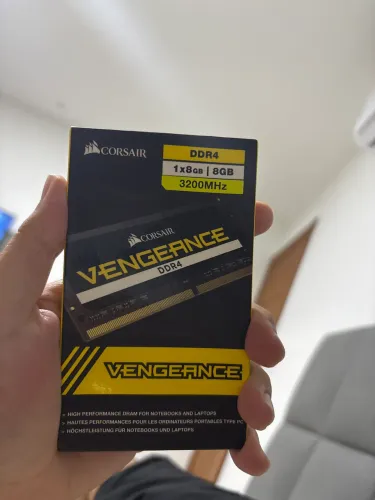 CORSAIR
DDR4
1x8GB | 8GB
3200MHz
CORSAIR
VENGEANCE
DDR4
VENGEANCE
HIGH PERFORMANCE DRAM FOR NOTEBOOKS AND LAPTOPS
HAUTES PERFORMANCES POUR LES ORDINATEURS PORTABLES TYPE PC
HÖCHSTLEISTUNG FÜR NOTEBOOKS UND LAPTOPS